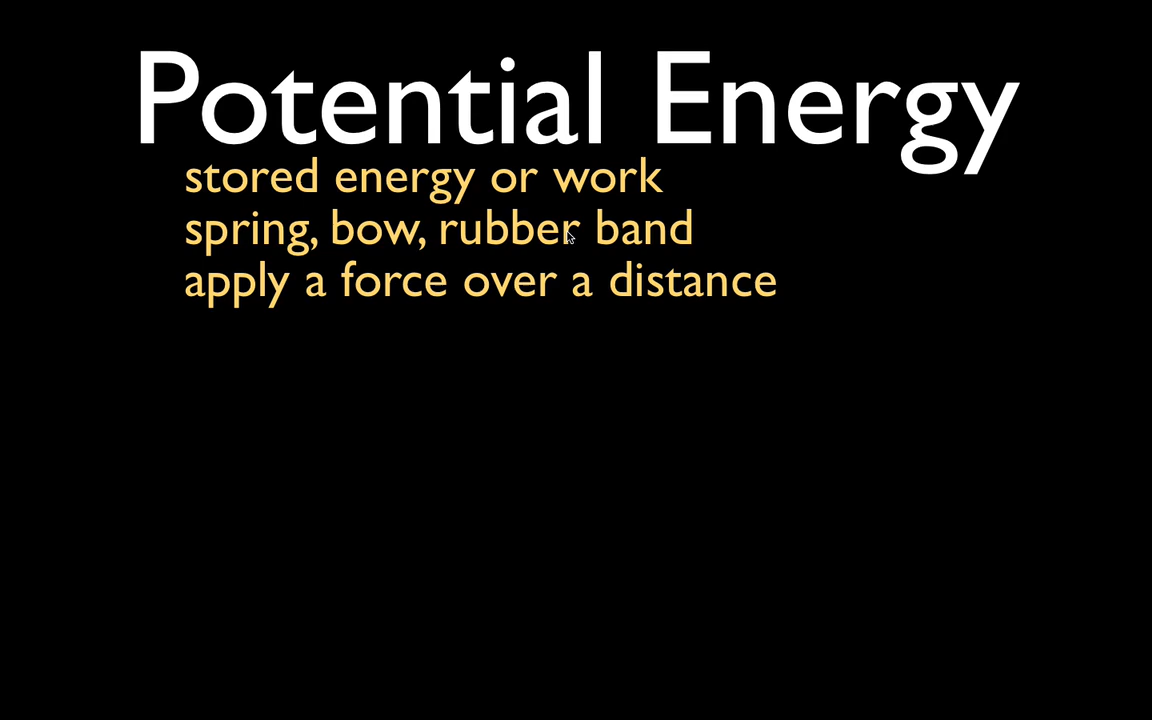 Potential Energy
stored energy or work
spring, bow, rubber band
apply a force over a distance